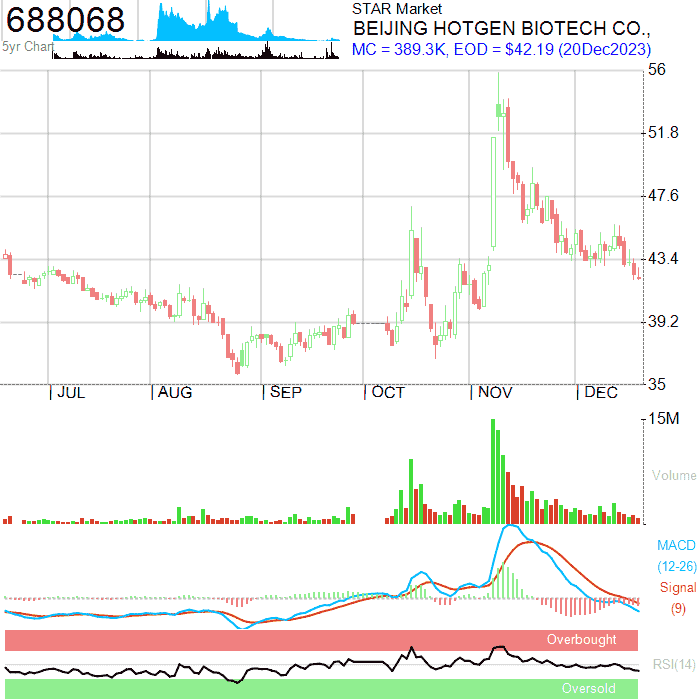 688068
5yr Chart
STAR Market
BEIJING HOTGEN BIOTECH CO.,
MC = 389.3K, EOD = $42.19 (20Dec2023)
56
51.8
47.6
43.4
39.2
35
JUL AUG SEP OCT NOV DEC
15M
Volume
MACD
(12-26)
Signal
(9)
Overbought
RSI(14)
Oversold